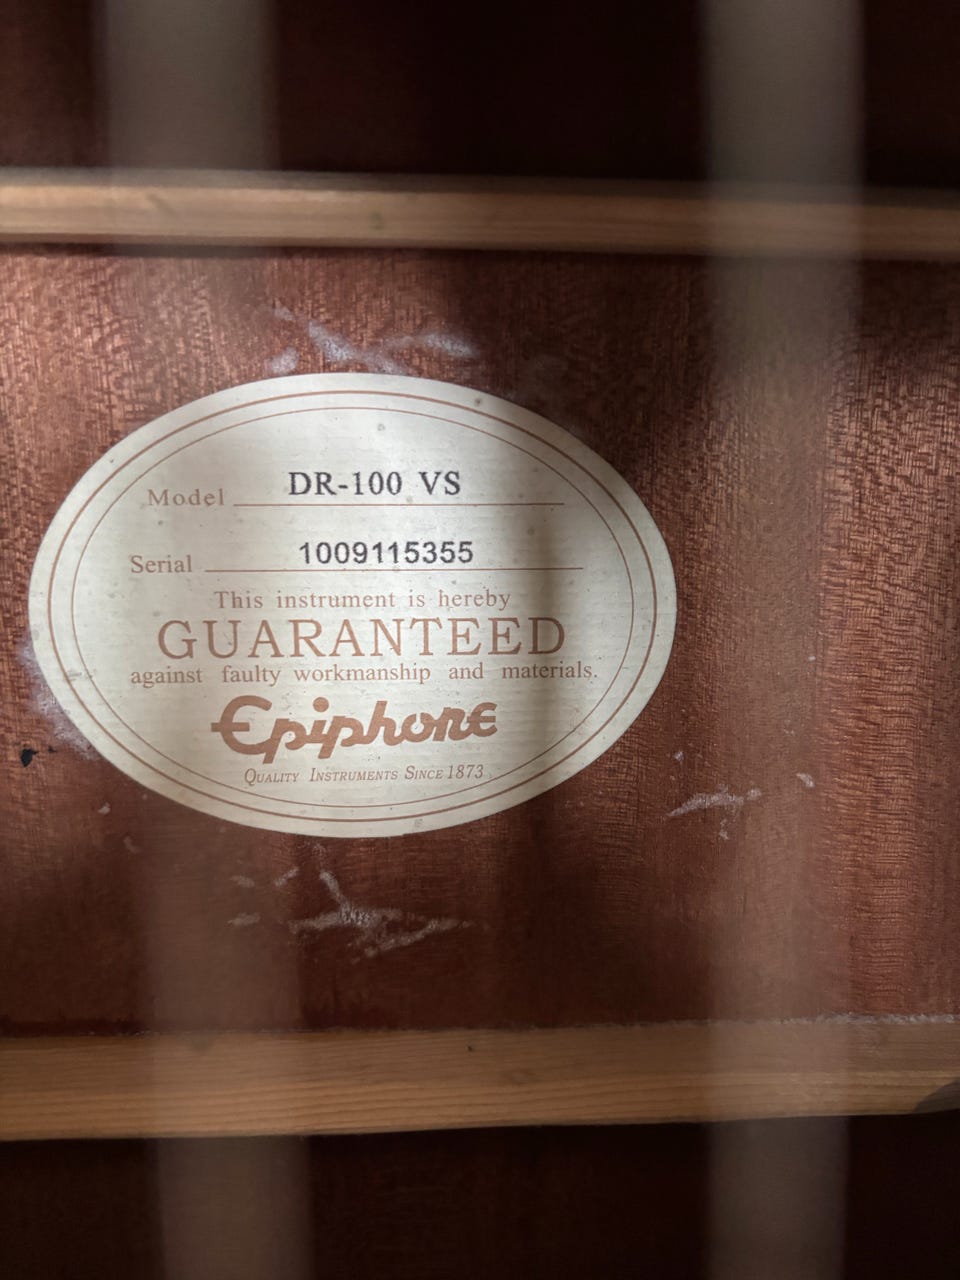 Model DR-100 VS
Serial 1009115355
This instrument is hereby
GUARANTEED
against faulty workmanship and materials.
Epiphone
QUALITY INSTRUMENTS SINCE 1873